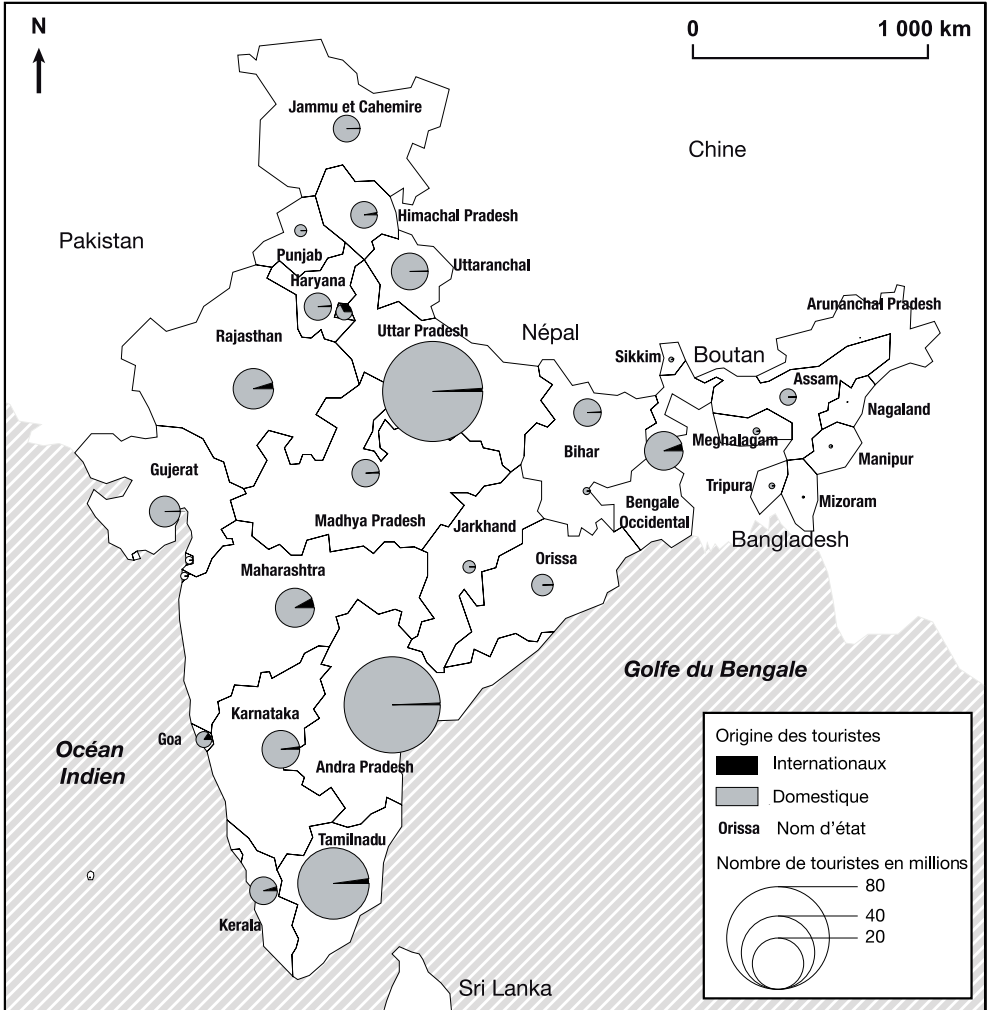 N
0 1 000 km
Jammu et Cahemire
Chine
Himachal Pradesh
Pakistan
Punjab
Uttaranchal
Haryana
Arunanchal Pradesh
Rajasthan
Uttar Pradesh
Népal
Sikkim
Boutan
Assam
Nagaland
Meghalagam
Bihar
Manipur
Gujerat
Tripura
Mizoram
Bengale
Occidental
Madhya Pradesh
Jarkhand
Bangladesh
Orissa
Maharashtra
Golfe du Bengale
Karnataka
Goa
Océan
Indien
Andra Pradesh
Tamilnadu
Kerala
Sri Lanka
Origine des touristes
Internationaux
Domestique
Orissa Nom d'état
Nombre de touristes en millions
80
40
20